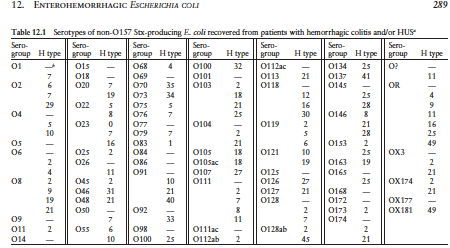 12. ENTEROHEMORRHAGIC ESCHERICHIA COLI 289
Table 12.1 Serotypes of non-O157 Stx-producing E. coli recovered from patients with hemorrhagic colitis and/or HUSᵃ
Sero- Sero- Sero- Sero- Sero- Sero- Sero-
group H type group H type group H type group H type group H type group H type group H type
O1 —ᵇ O15 — O68 4 O100 32 O112ac — O134 25 O? —
7 O18 — O69 — O101 — O113 21 O137 41 11
O2 6 O20 7 O70 35 O103 2 O118 — O145 — OR —
7 19 O73 34 18 12 25 4
29 O22 5 O75 5 21 16 28 9
O4 — 8 O76 7 25 30 O146 8 11
5 O23 0 O77 — O104 — O119 2 21 16
10 7 O79 7 2 5 28 25
O5 — 16 O83 1 21 6 O153 2 49
O6 — O25 2 O84 — O105 18 O121 10 25 OX3 —
2 O26 — O86 — O105ac 18 19 O163 19 2
4 11 O91 — O107 27 O125 — O165 — 21
O8 2 O45 2 10 O111 — O126 27 25 OX174 2
9 O46 31 21 2 O127 21 O168 — 21
19 O48 21 40 7 O128 — O172 — OX177 —
21 O50 — O92 — 8 2 O173 2 OX181 49
O9 — 7 33 11 7 O174 —
O11 2 O55 6 O98 — O111ac — O128ab 2 2
O14 — 10 O100 25 O112ab 2 45 21